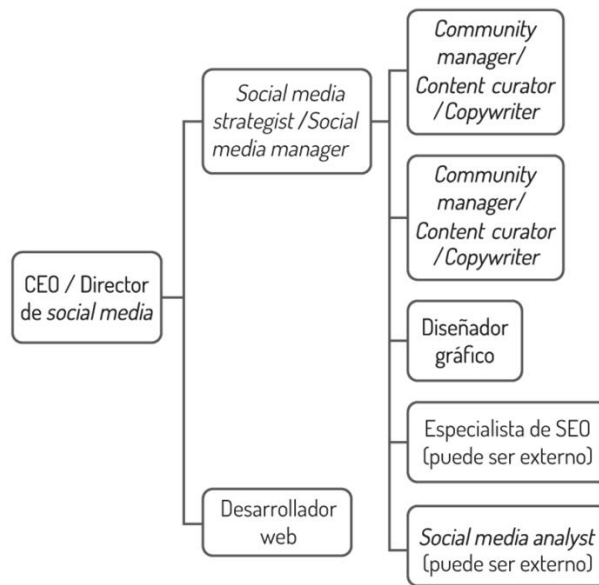 CEO / Director
de social media
Social media
strategist /Social
media manager
Desarrollador
web
Community
manager/
Content curator
/Copywriter
Community
manager/
Content curator
/Copywriter
Diseñador
gráfico
Especialista de SEO
(puede ser externo)
Social media analyst
(puede ser externo)